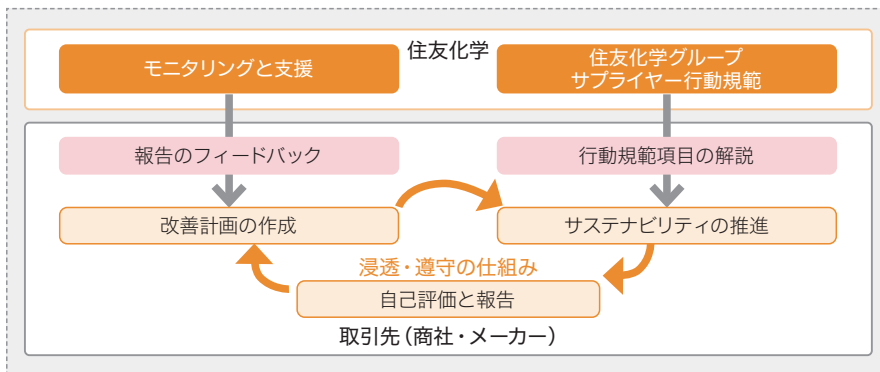 住友化学
モニタリングと支援
住友化学グループ
サプライヤー行動規範
報告のフィードバック
行動規範項目の解説
改善計画の作成
サステナビリティの推進
浸透・遵守の仕組み
自己評価と報告
取引先（商社・メーカー）